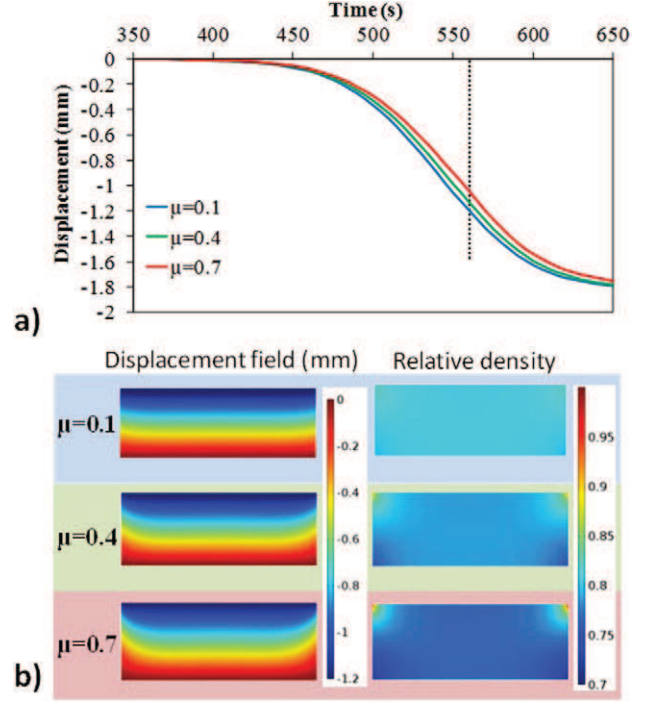 Time (s)
350 400 450 500 550 600 650
0
-0.2
-0.4
-0.6
-0.8
-1
-1.2
-1.4
-1.6
-1.8
-2
Displacement (mm)
μ=0.1
μ=0.4
μ=0.7
a)
Displacement field (mm) Relative density
μ=0.1
μ=0.4
μ=0.7
0
-0.2
-0.4
-0.6
-0.8
-1
-1.2
0.95
0.9
0.85
0.8
0.75
0.7
b)